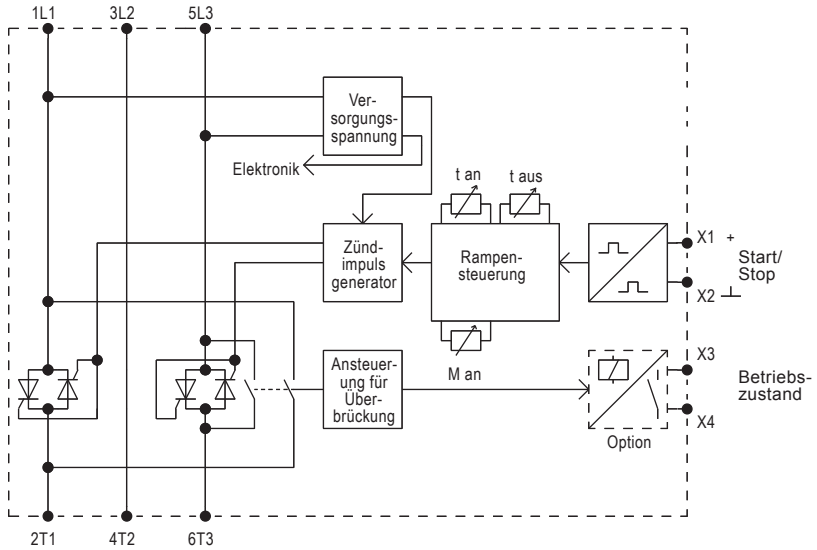 1L1 3L2 5L3
Ver-
sorgungs-
spannung
Elektronik
t an t aus
Zünd-
impuls
generator
Rampen-
steuerung
X1 +
Start/
Stop
X2
M an
Ansteuer-
ung für
Über-
brückung
X3
Betriebs-
zustand
X4
Option
2T1 4T2 6T3